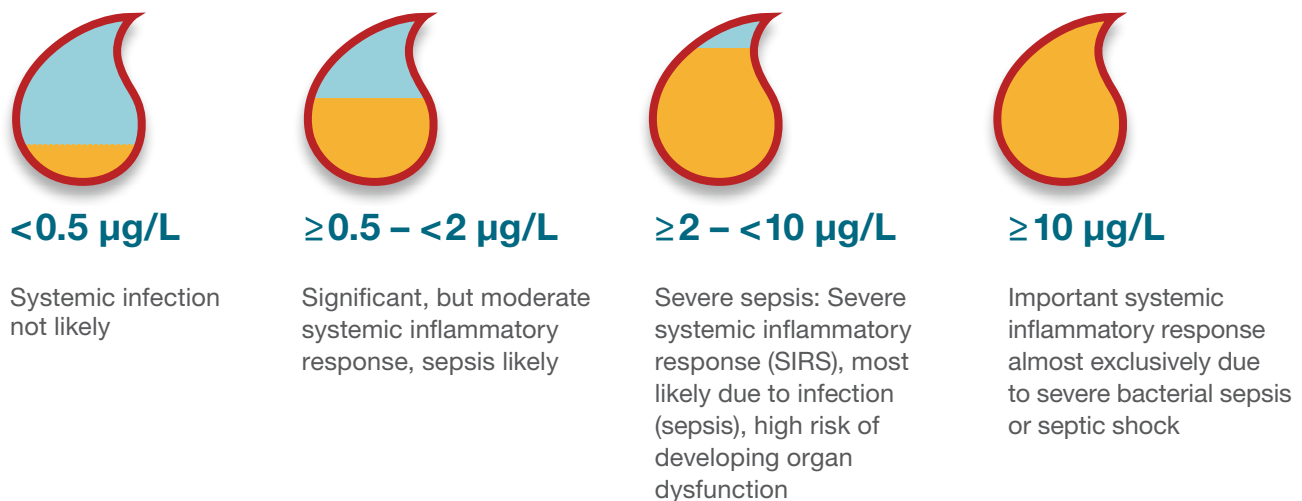 <0.5 µg/L
Systemic infection
not likely
≥0.5 – <2 µg/L
Significant, but moderate
systemic inflammatory
response, sepsis likely
≥2 – <10 µg/L
Severe sepsis: Severe
systemic inflammatory
response (SIRS), most
likely due to infection
(sepsis), high risk of
developing organ
dysfunction
≥10 µg/L
Important systemic
inflammatory response
almost exclusively due
to severe bacterial sepsis
or septic shock